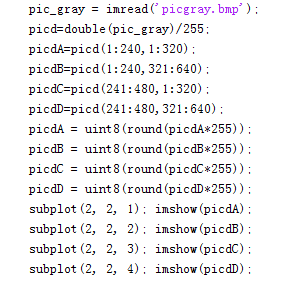 pic_gray = imread('picgray.bmp');
picd=double(pic_gray)/255;
picdA=picd(1:240,1:320);
picdB=picd(1:240,321:640);
picdC=picd(241:480,1:320);
picdD=picd(241:480,321:640);
picdA = uint8(round(picdA*255));
picdB = uint8(round(picdB*255));
picdC = uint8(round(picdC*255));
picdD = uint8(round(picdD*255));
subplot(2, 2, 1); imshow(picdA);
subplot(2, 2, 2); imshow(picdB);
subplot(2, 2, 3); imshow(picdC);
subplot(2, 2, 4); imshow(picdD);